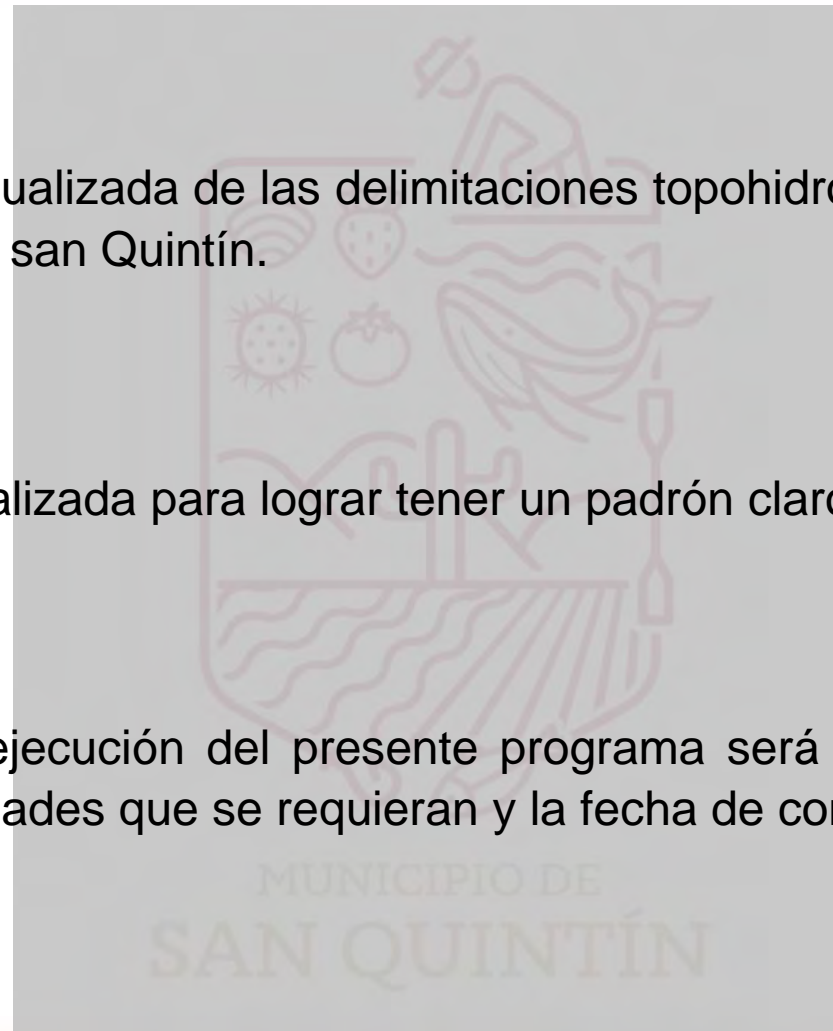 ualizada de las delimitaciones topohidro
san Quintín.
alizada para lograr tener un padrón claro
ejecución del presente programa será
ades que se requieran y la fecha de co
MUNICIPIO DE
SAN QUINTÍN